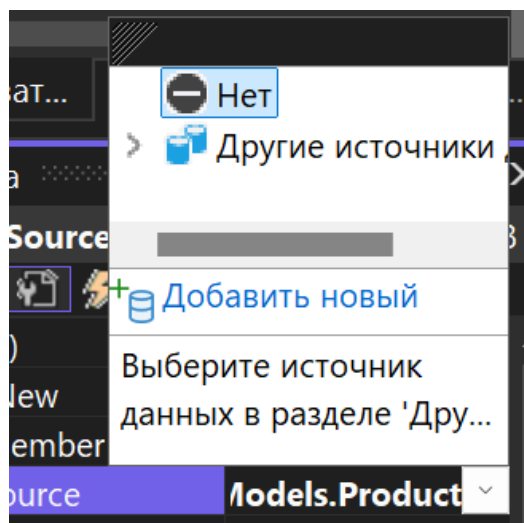 ват...
Нет
Другие источники
a
Source
Добавить новый
)
New
Выберите источник
данных в разделе 'Дру...
ember
ource
Models.Product